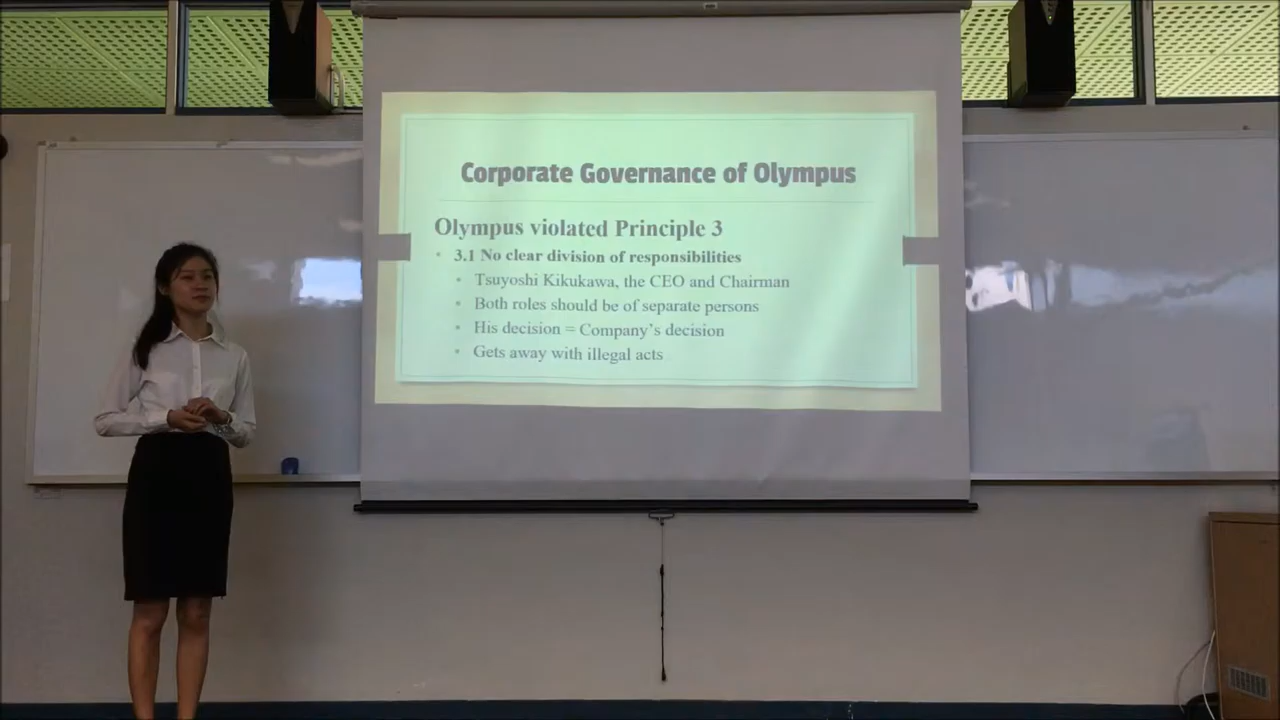 Corporate Governance of Olympus
Olympus violated Principle 3
• 3.1 No clear division of responsibilities
• Tsuyoshi Kikukawa, the CEO and Chairman
• Both roles should be of separate persons
• His decision = Company's decision
• Gets away with illegal acts